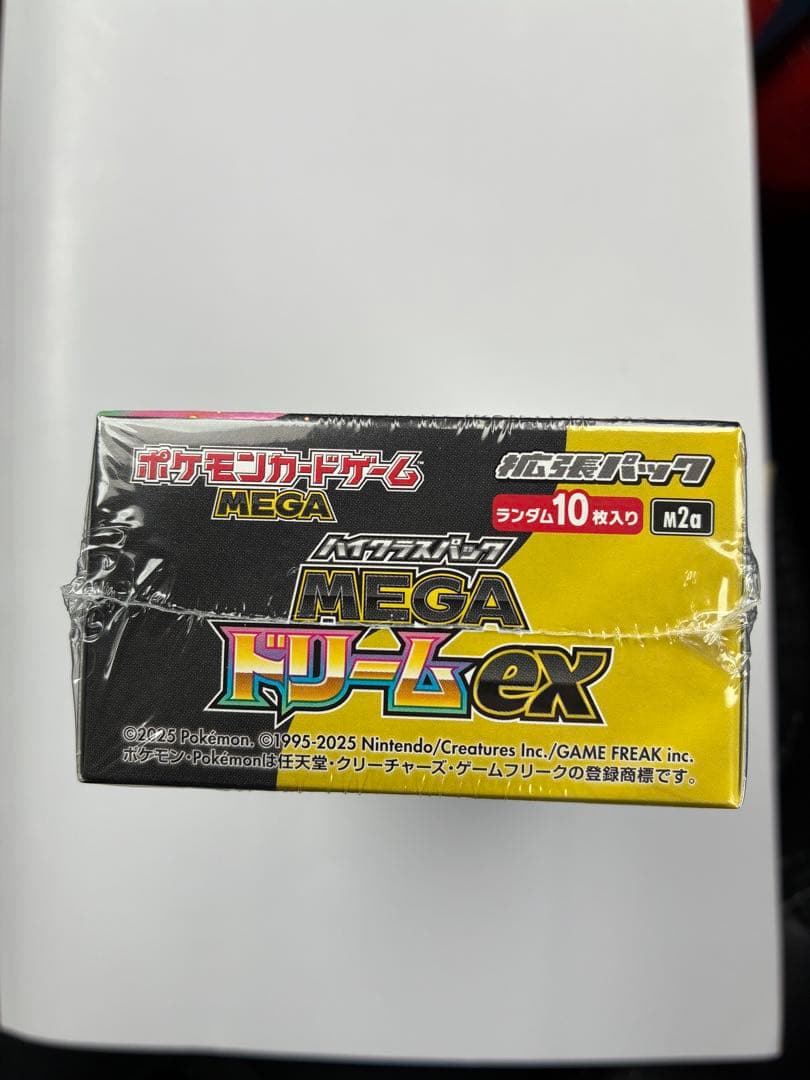 ポケモンカードゲーム
MEGA
拡張パック
ランダム10枚入り
M2a
ハイクラスパック
MEGA
ドリームex
©2025 Pokémon. ©1995-2025 Nintendo/Creatures Inc./GAME FREAK inc.
ポケモン・Pokémonは任天堂・クリーチャーズ・ゲームフリークの登録商標です。